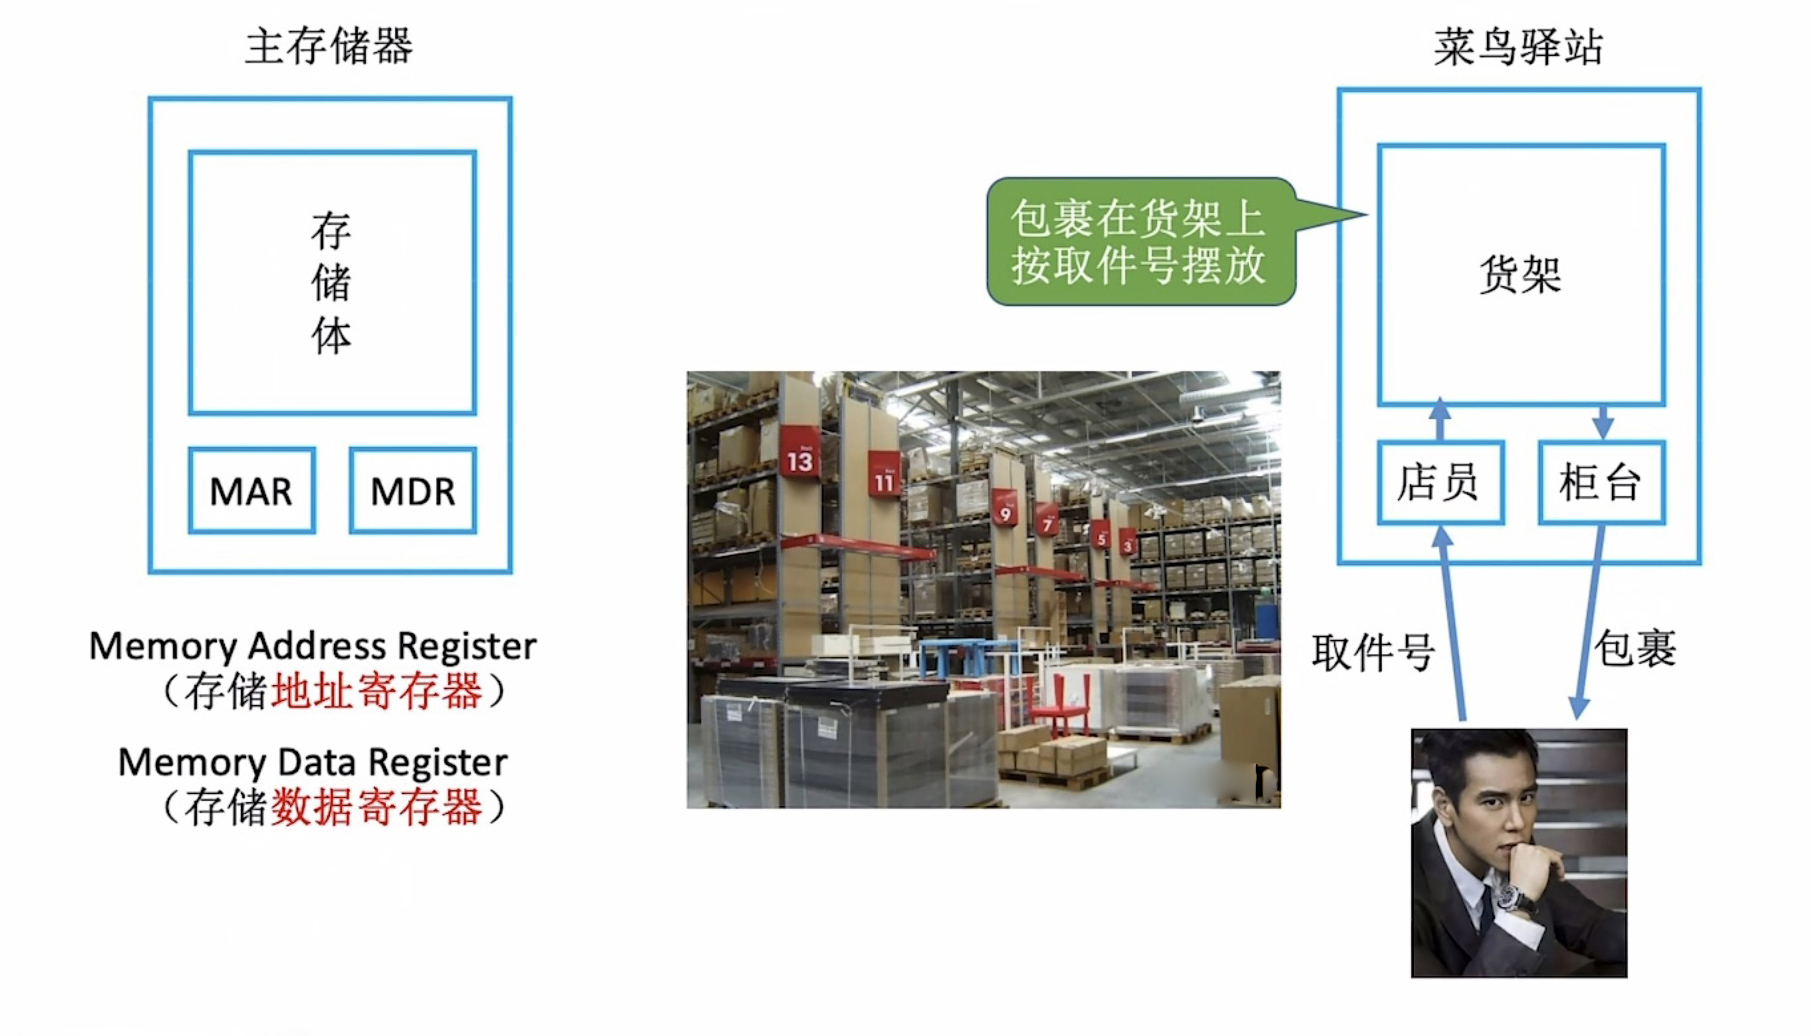 主存储器
存
储
体
MAR
MDR
Memory Address Register
（存储地址寄存器）
Memory Data Register
（存储数据寄存器）
13
11
9
7
5
3
菜鸟驿站
包裹在货架上
按取件号摆放
货架
店员
柜台
取件号
包裹